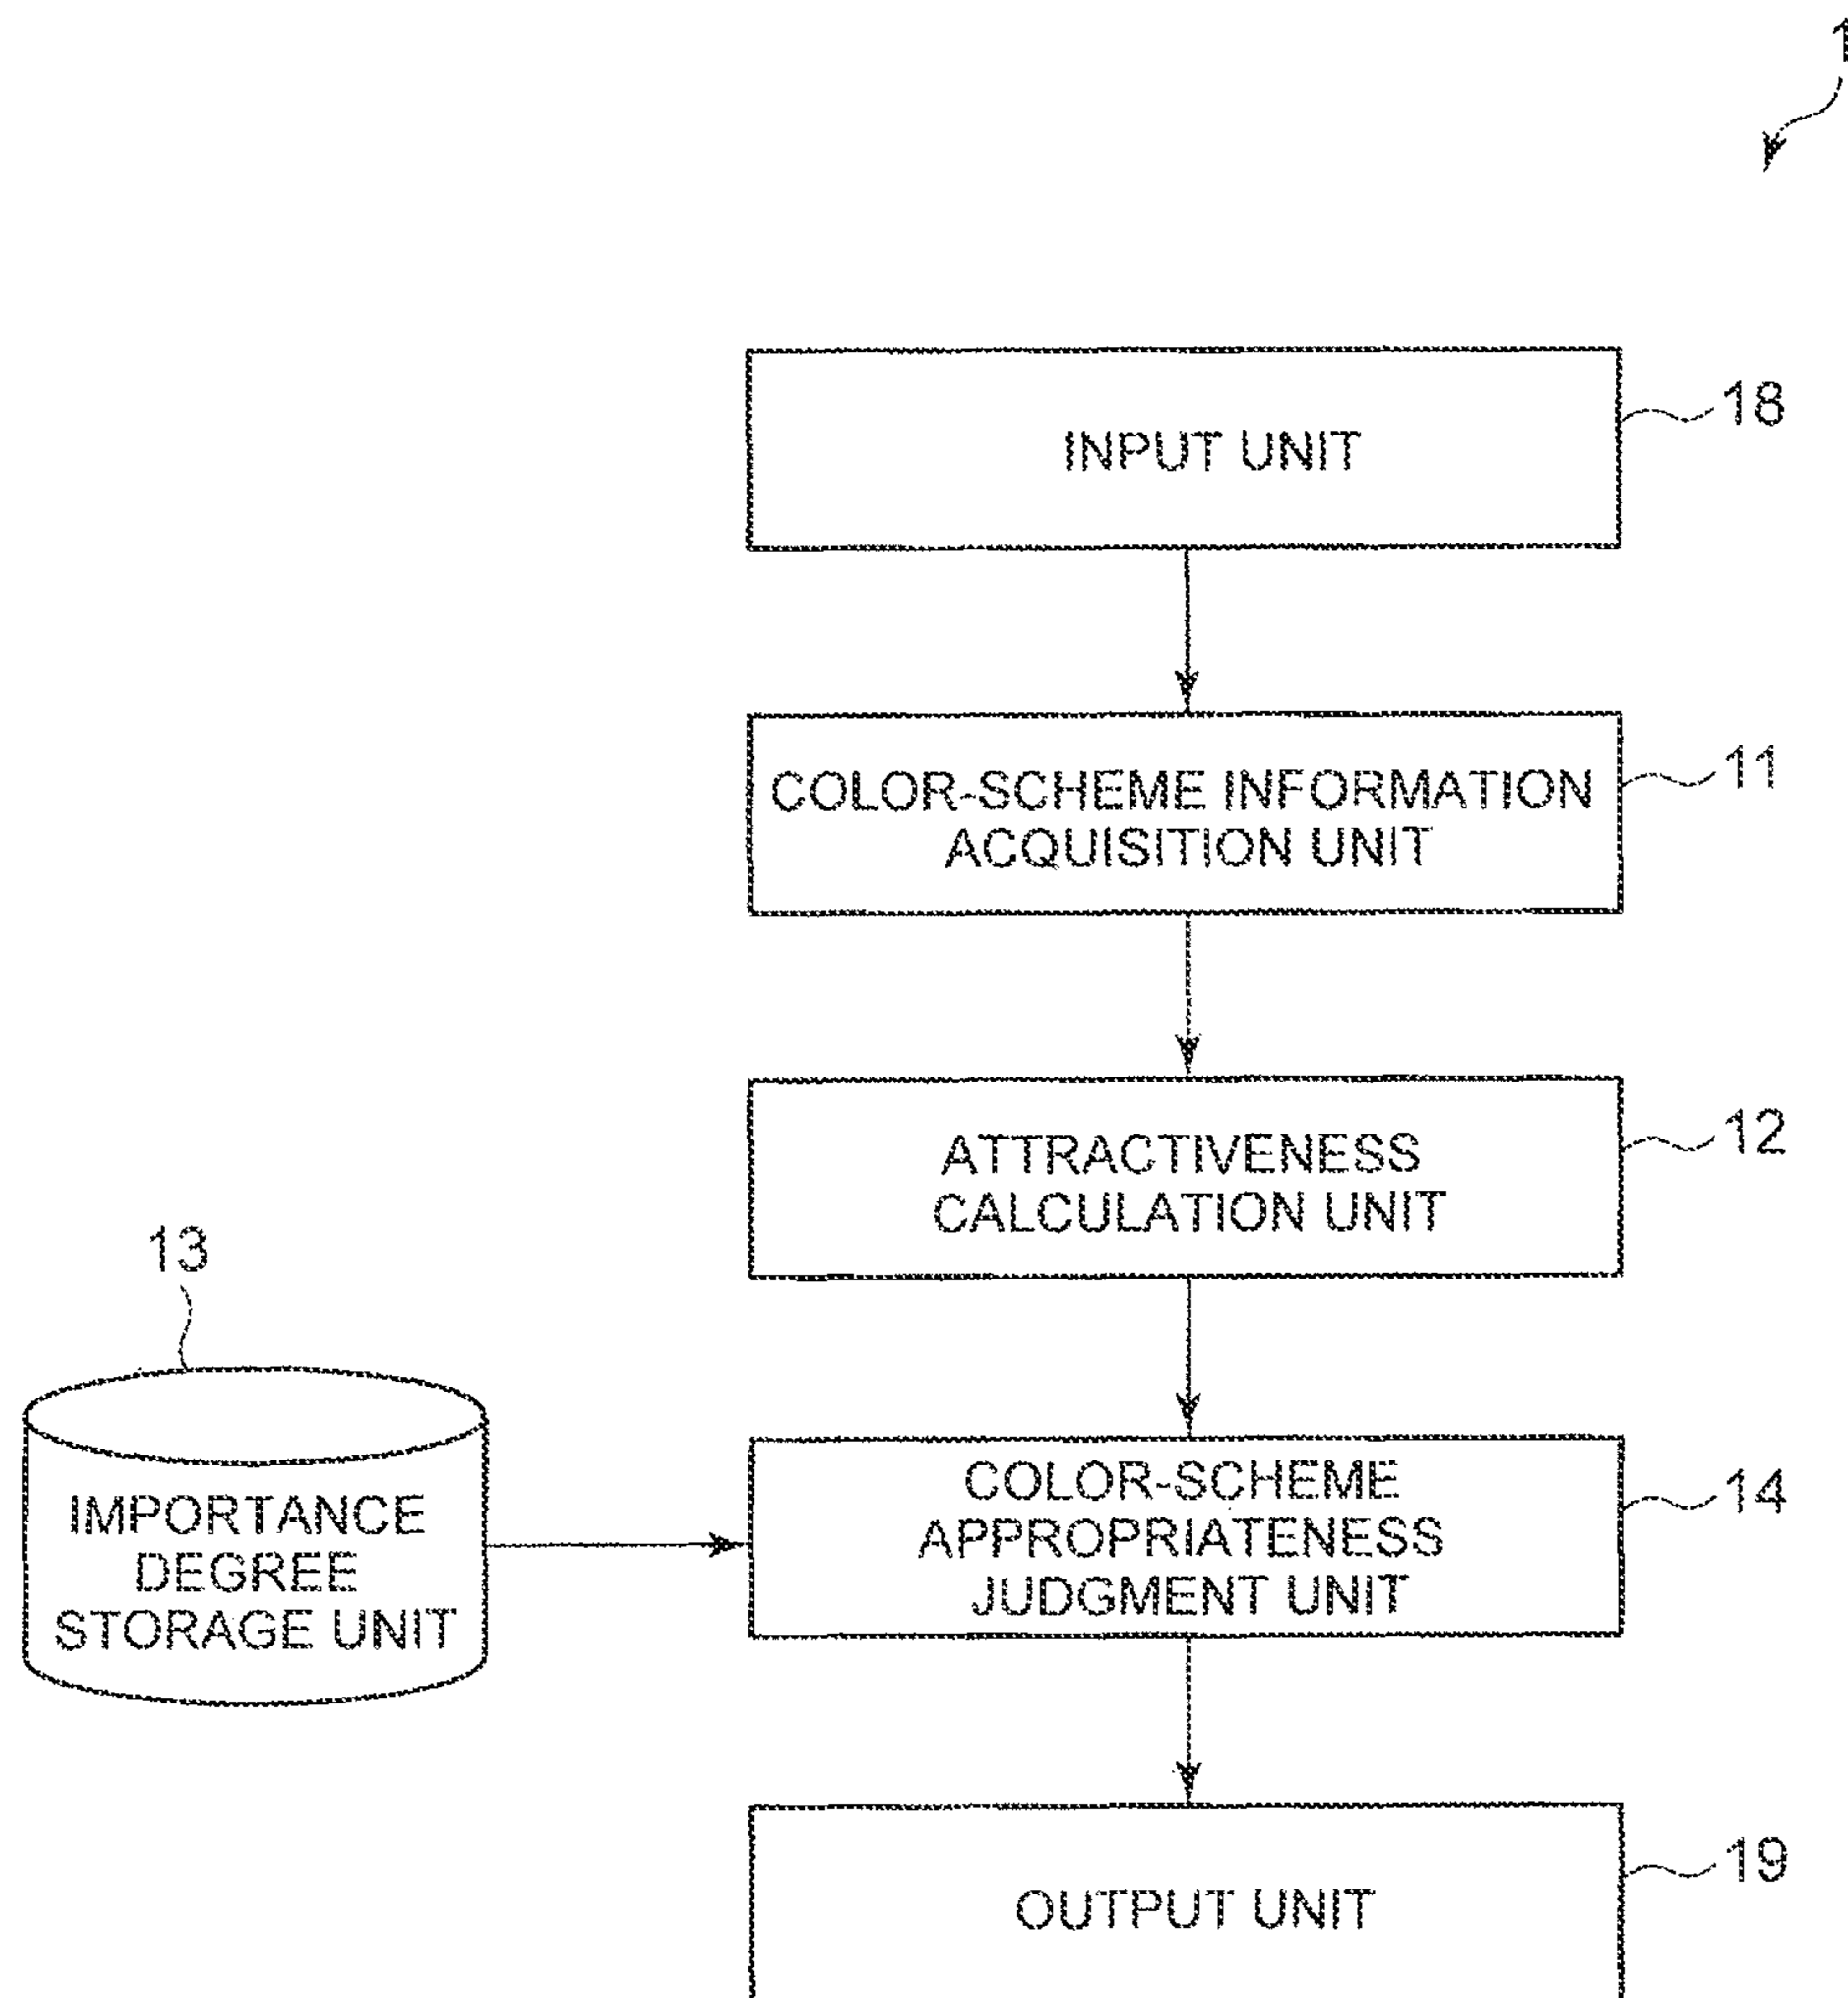 1
INPUT UNIT
18
COLOR-SCHEME INFORMATION
ACQUISITION UNIT
11
ATTRACTIVENESS
CALCULATION UNIT
12
13
IMPORTANCE
DEGREE
STORAGE UNIT
COLOR-SCHEME
APPROPRIATENESS
JUDGMENT UNIT
14
OUTPUT UNIT
19